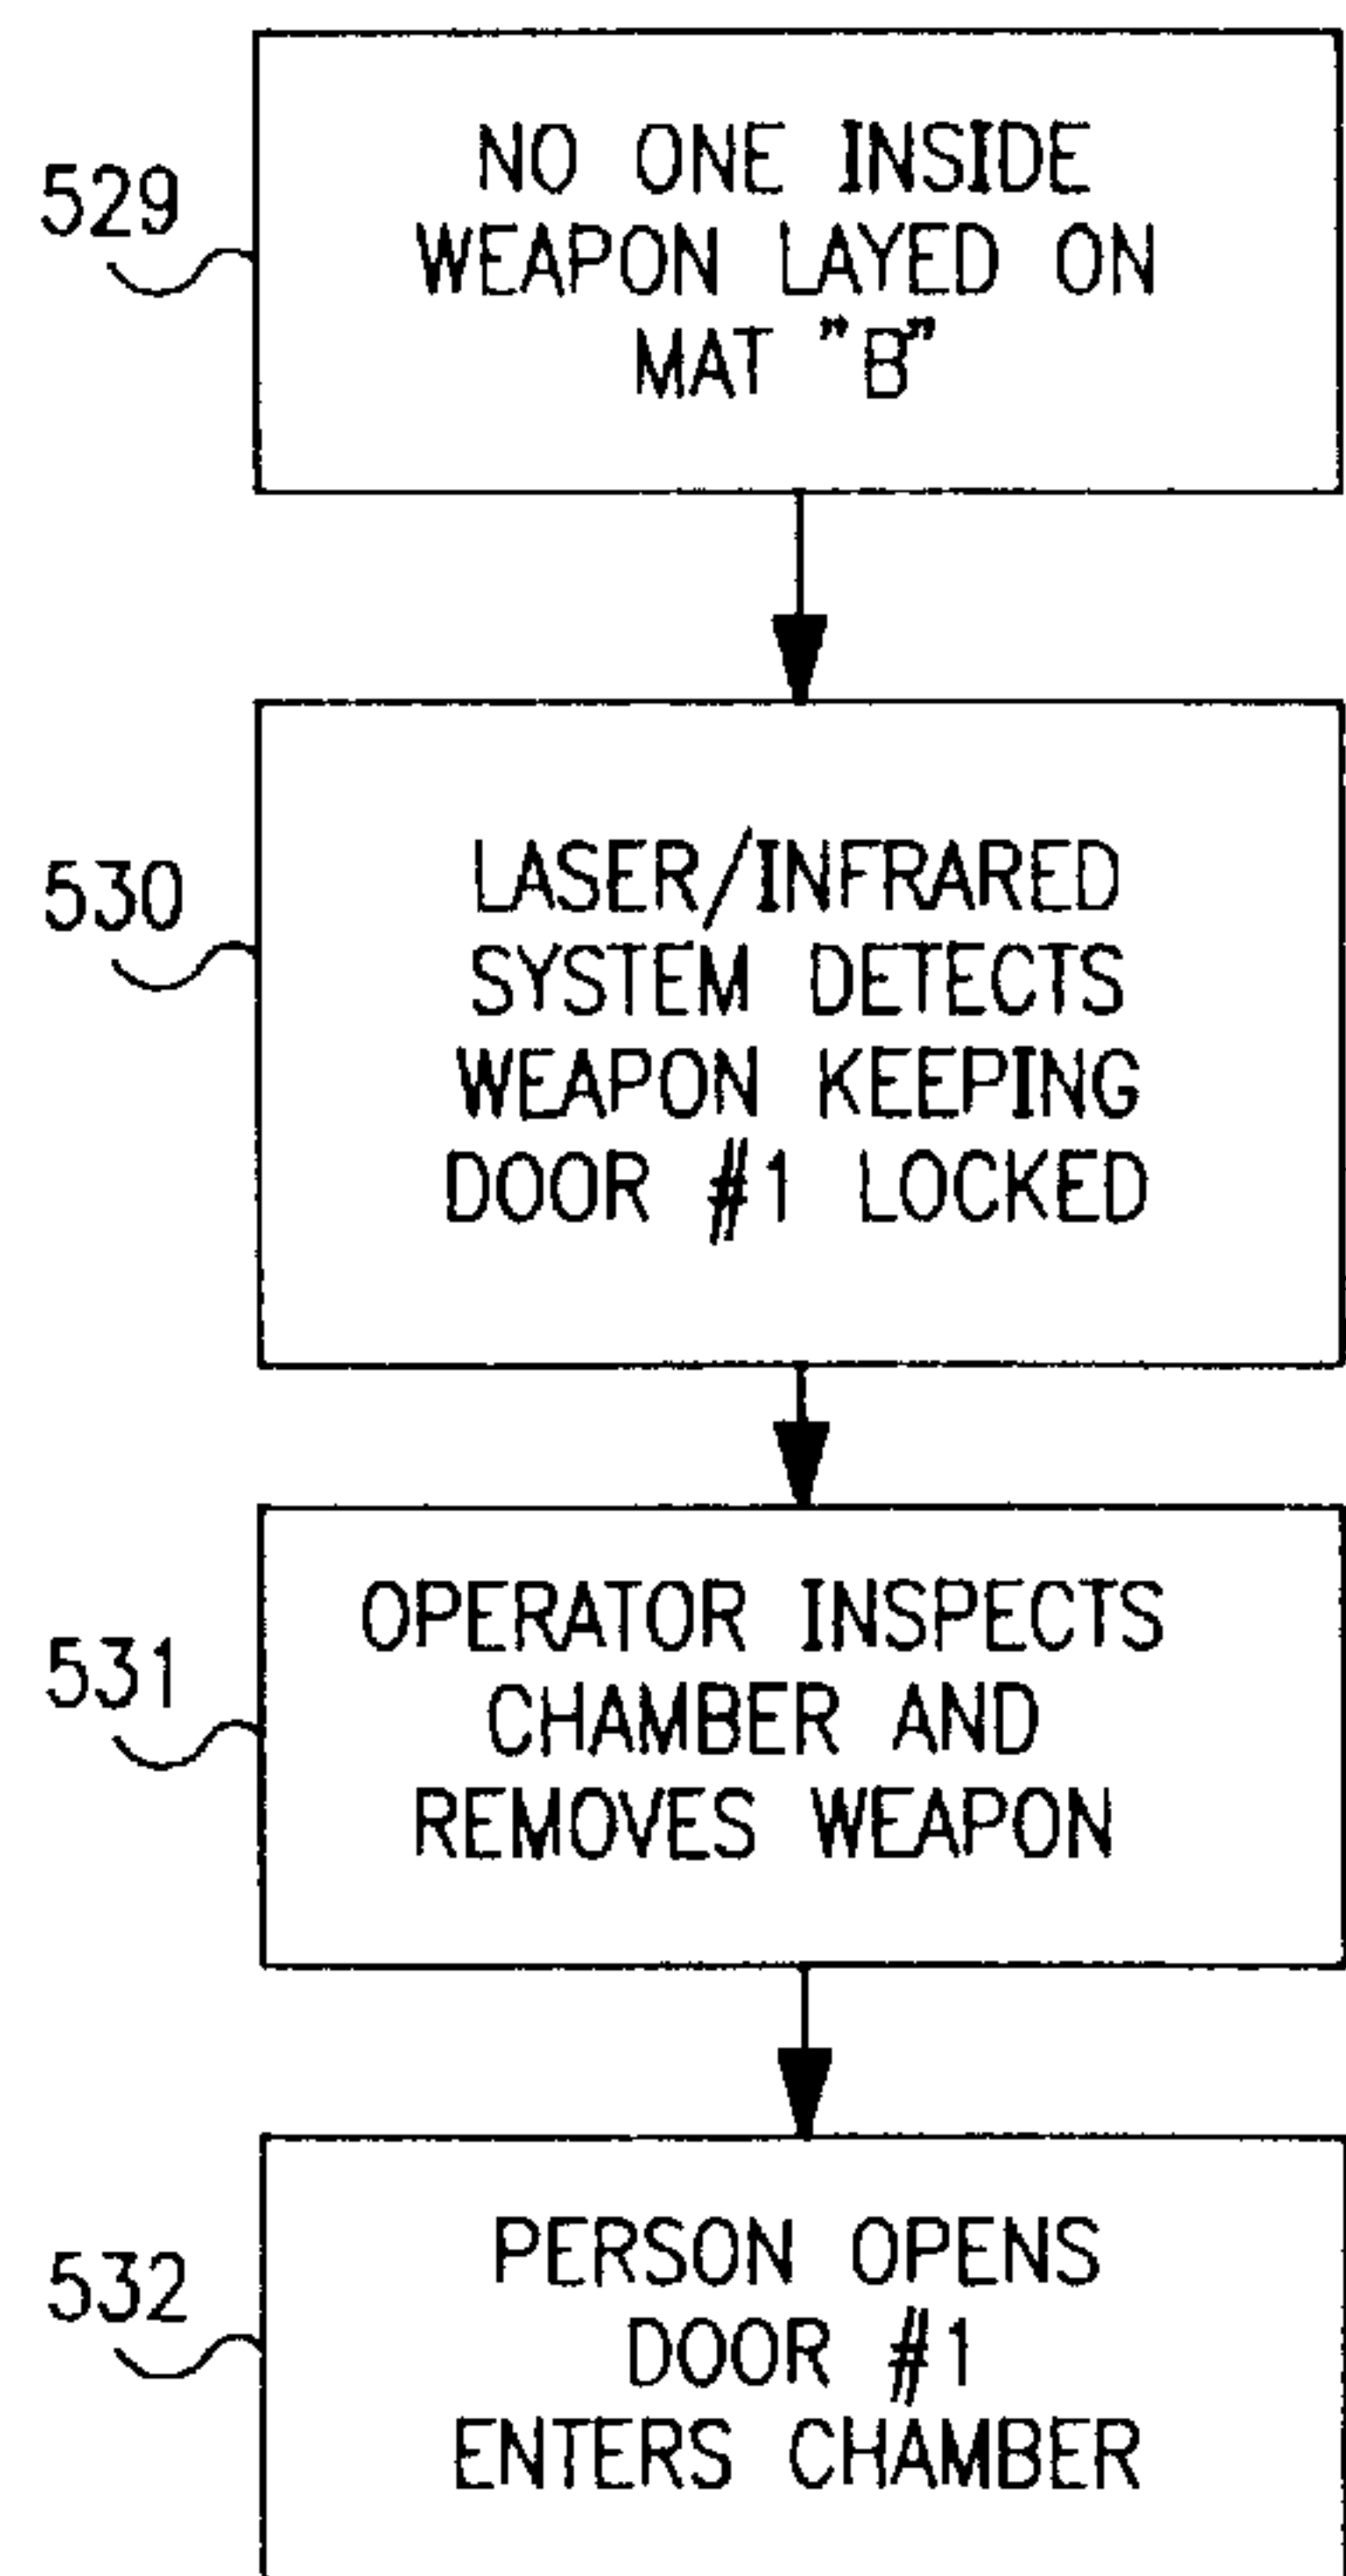 529
NO ONE INSIDE
WEAPON LAYED ON
MAT "B"
530
LASER/INFRARED
SYSTEM DETECTS
WEAPON KEEPING
DOOR #1 LOCKED
531
OPERATOR INSPECTS
CHAMBER AND
REMOVES WEAPON
532
PERSON OPENS
DOOR #1
ENTERS CHAMBER